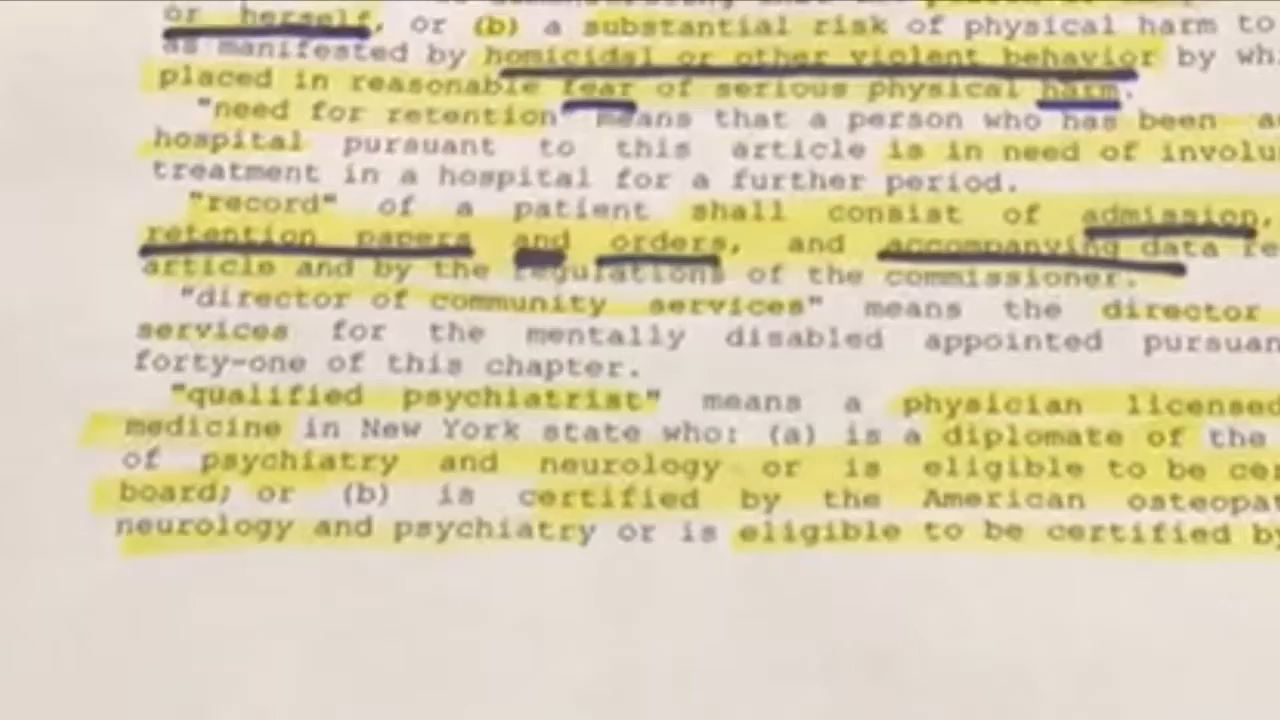 or herself, or (b) a substantial risk of physical harm to
as manifested by homicidal or other violent behavior by
placed in reasonable fear of serious physical harm.
"need for retention" means that a person who has been
hospital pursuant to this article is in need of
treatment in a hospital for a further period.
"record" of a patient shall consist of admission,
retention papers and orders, and accompanying data
article and by the regulations of the commissioner.
"director of community services" means the director
services for the mentally disabled appointed
forty-one of this chapter.
"qualified psychiatrist" means a physician licensed
medicine in New York state who: (a) is a diplomate of the
of psychiatry and neurology or is eligible to be
board; or (b) is certified by the American
neurology and psychiatry or is eligible to be certified by